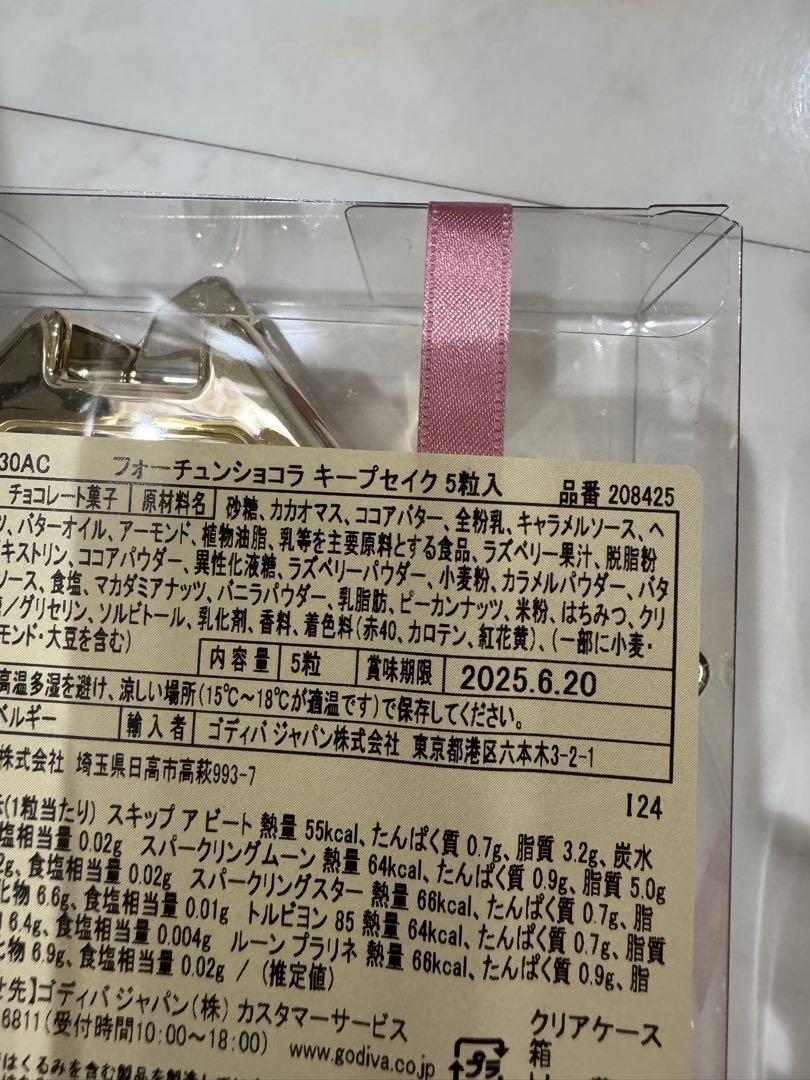 30AC フォーチュンショコラ キープセイク 5粒入 品番 208425
チョコレート菓子 原材料名 砂糖、カカオマス、ココアバター、全粉乳、キャラメルソース、ヘ
ツ、バターオイル、アーモンド、植物油脂、乳等を主要原料とする食品、ラズベリー果汁、脱脂粉
キストリン、ココアパウダー、異性化液糖、ラズベリーパウダー、小麦粉、カラメルパウダー、バタ
ソース、食塩、マカダミアナッツ、バニラパウダー、乳脂肪、ピーカンナッツ、米粉、はちみつ、クリ
/グリセリン、ソルビトール、乳化剤、香料、着色料(赤40、カロテン、紅花黄)、(一部に小麦・
モンド・大豆を含む)
内容量 5粒 賞味期限 2025.6.20
高温多湿を避け、涼しい場所(15℃~18℃が適温です)で保存してください。
ベルギー 輸入者 ゴディバ ジャパン株式会社 東京都港区六本木3-2-1
株式会社 埼玉県日高市高萩993-7
I24
(1粒当たり) スキップ ア ビート 熱量 55kcal、たんぱく質 0.7g、脂質 3.2g、炭水
塩相当量 0.02g スパークリングムーン 熱量 64kcal、たんぱく質 0.9g、脂質 5.0g
2g、食塩相当量 0.02g スパークリングスター 熱量 66kcal、たんぱく質 0.7g、脂
化物 6.6g、食塩相当量 0.01g トルビヨン 85 熱量 64kcal、たんぱく質 0.7g、脂質
6.4g、食塩相当量 0.004g ルーン プラリネ 熱量 66kcal、たんぱく質 0.9g、脂
化物 6.9g、食塩相当量 0.02g / (推定値)
せ先】ゴディバ ジャパン(株) カスタマーサービス
6811(受付時間10:00~18:00) www.godiva.co.jp
クリアケース
箱
プラ
はくるみを含む製品を製造して